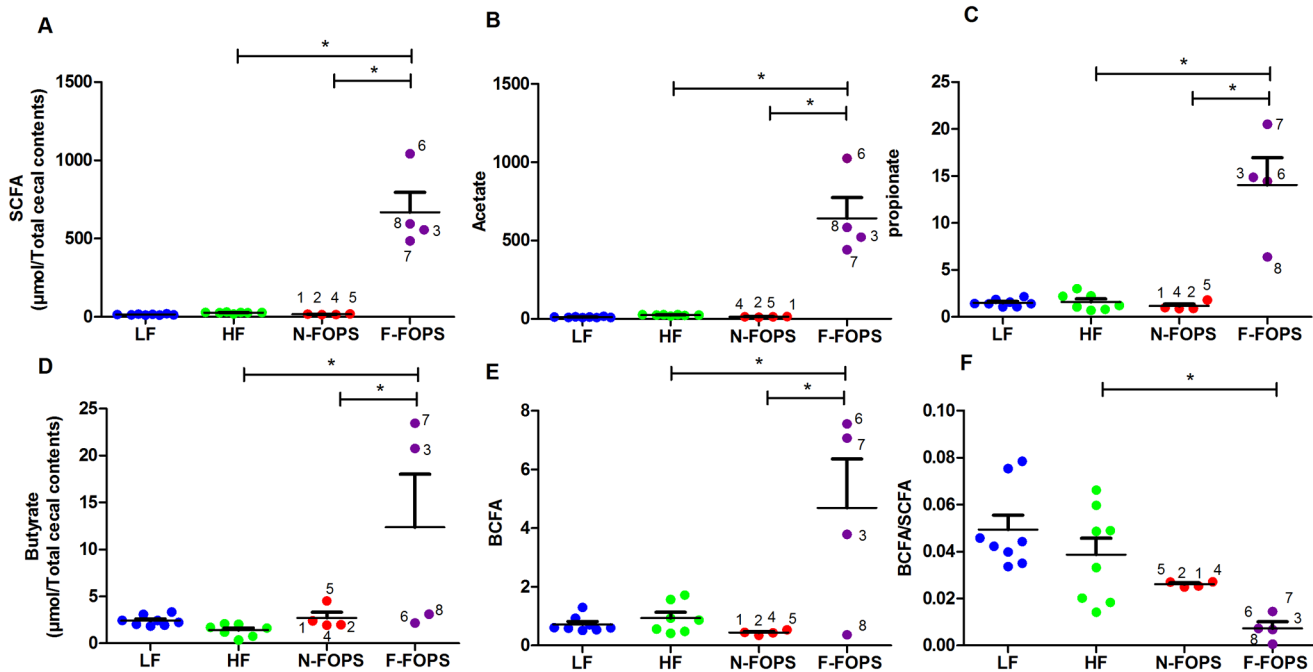 A
*
*
SCFA
(μmol/Total cecal contents)
1500
1000
500
0
6
8
3
7
1 2 4 5
LF HF N-FOPS F-FOPS
B
*
*
Acetate
1500
1000
500
0
6
8
3
7
4 2 5 1
LF HF N-FOPS F-FOPS
C
*
*
propionate
25
20
15
10
5
0
7
3 6
8
1 4 2 5
LF HF N-FOPS F-FOPS
D
*
*
Butyrate
(μmol/Total cecal contents)
25
20
15
10
5
0
7
3
5
1 4 2
6 8
LF HF N-FOPS F-FOPS
E
*
*
BCFA
8
6
4
2
0
6
7
3
1 2 4 5
8
LF HF N-FOPS F-FOPS
F
*
BCFA/SCFA
0.10
0.08
0.06
0.04
0.02
0.00
5 2 1 4
7
6 3
8
LF HF N-FOPS F-FOPS